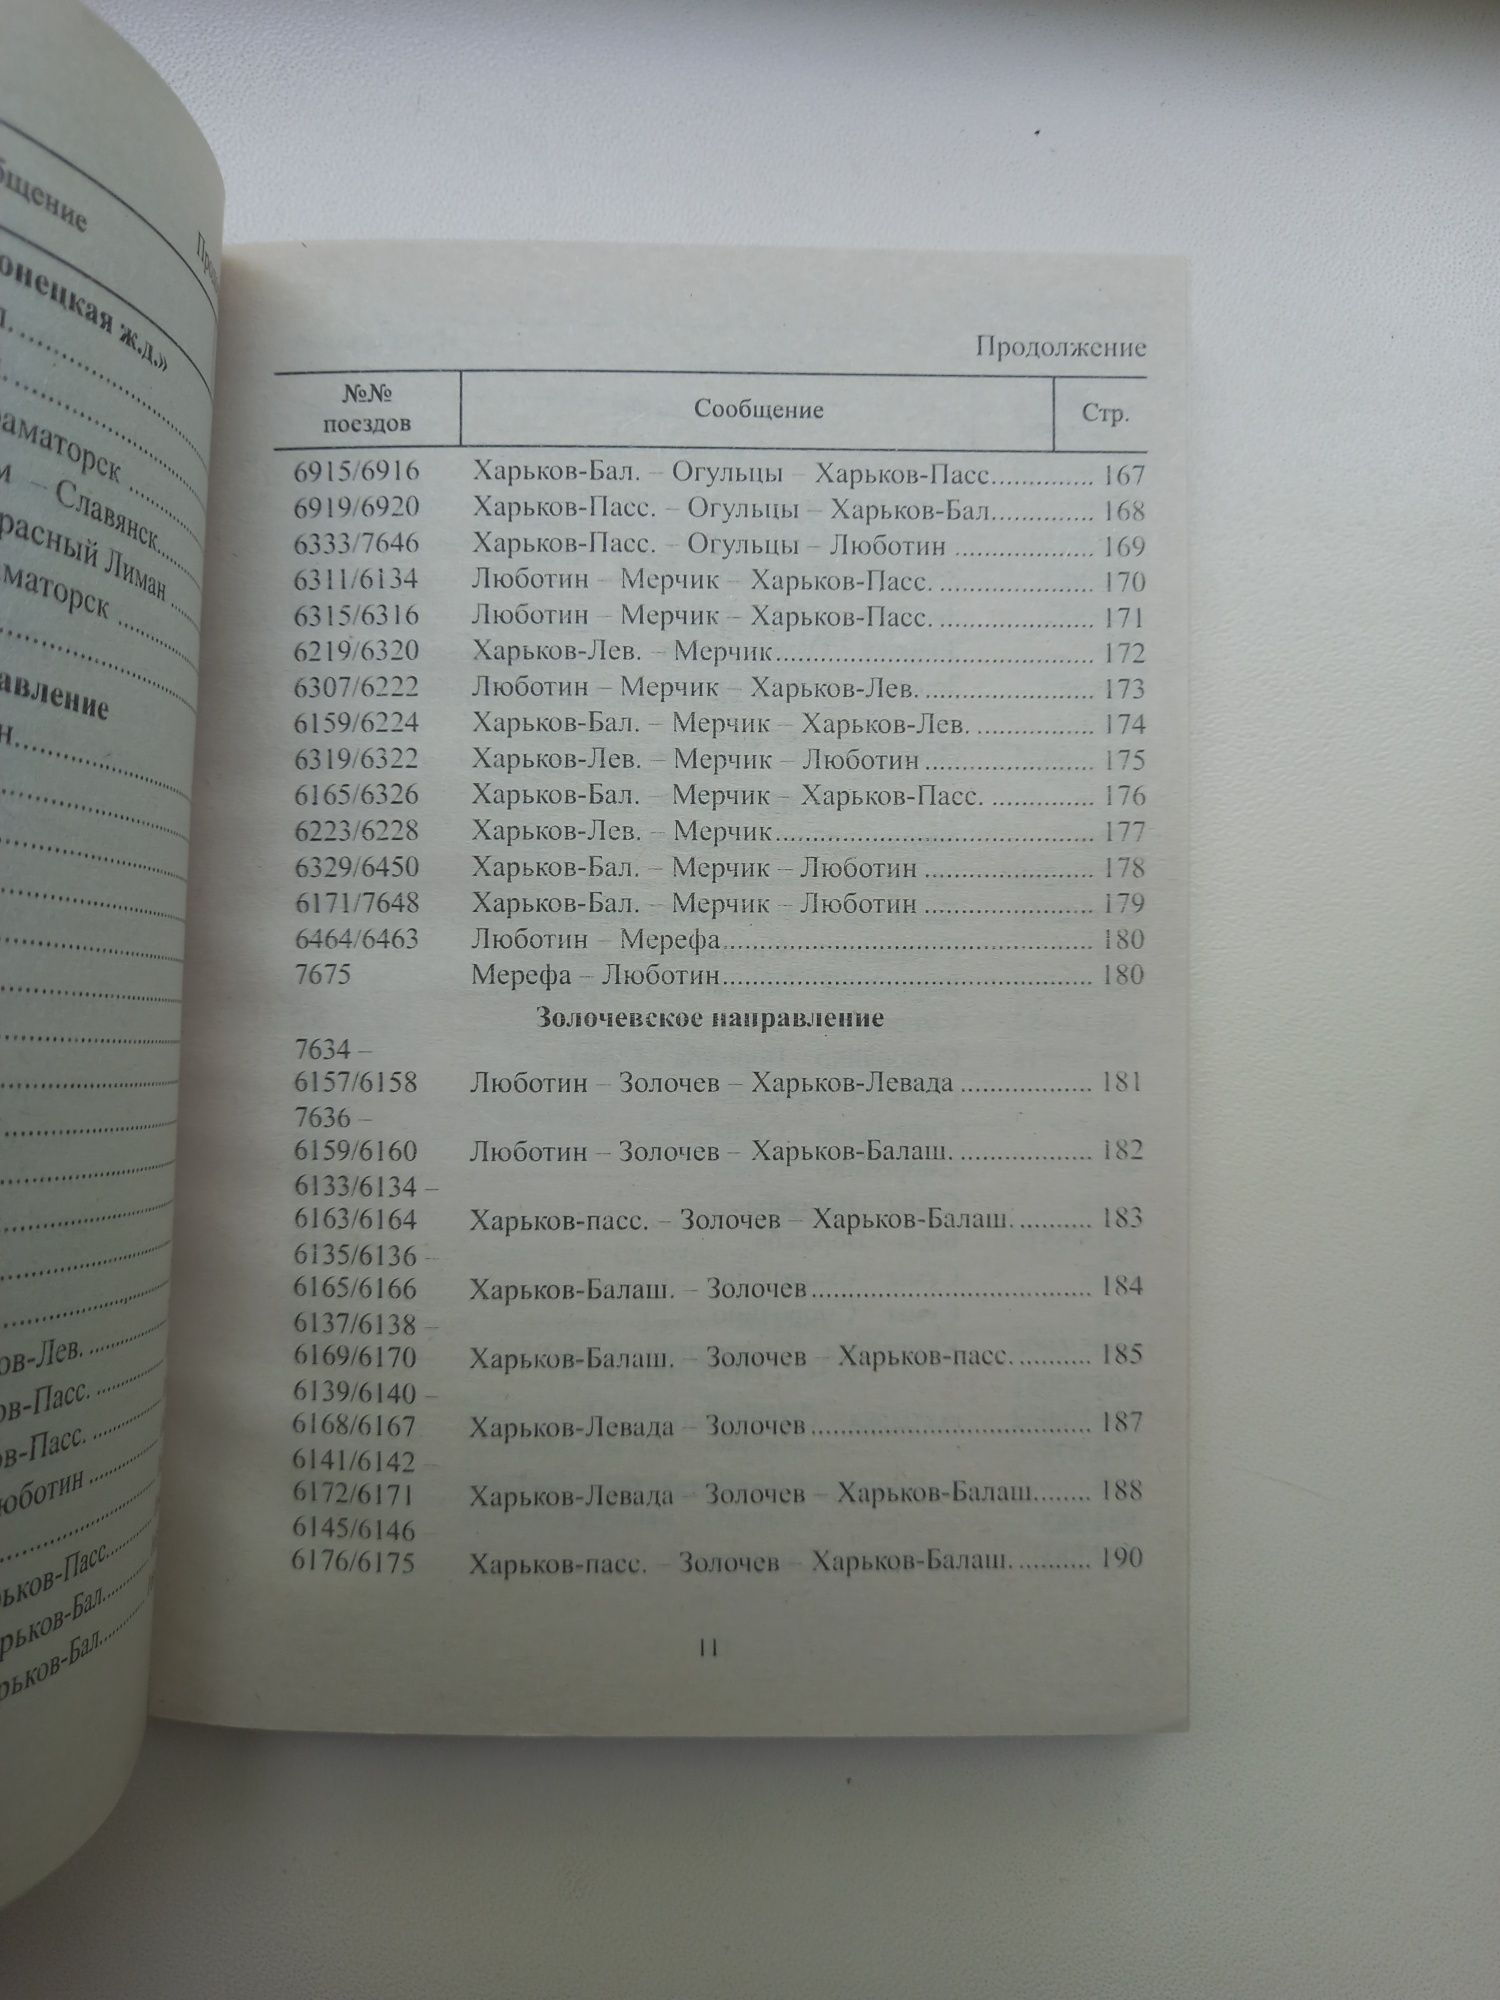 бщение
онецкая ж.д.»
раматорск
– Славянск
расный Лиман
аматорск
авление
ов-Лев.
ов-Пасс.
ов-Пасс.
юботин
рьков-Пасс
рьков-Бал.
рьков-Бал.
Продолжение
№№ поездов Сообщение Стр.
6915/6916 Харьков-Бал. – Огульцы – Харьков-Пасс. 167
6919/6920 Харьков-Пасс. – Огульцы – Харьков-Бал. 168
6333/7646 Харьков-Пасс. – Огульцы – Люботин 169
6311/6134 Люботин – Мерчик – Харьков-Пасс. 170
6315/6316 Люботин – Мерчик – Харьков-Пасс. 171
6219/6320 Харьков-Лев. – Мерчик 172
6307/6222 Люботин – Мерчик – Харьков-Лев. 173
6159/6224 Харьков-Бал. – Мерчик – Харьков-Лев. 174
6319/6322 Харьков-Лев. – Мерчик – Люботин 175
6165/6326 Харьков-Бал. – Мерчик – Харьков-Пасс. 176
6223/6228 Харьков-Лев. – Мерчик 177
6329/6450 Харьков-Бал. – Мерчик – Люботин 178
6171/7648 Харьков-Бал. – Мерчик – Люботин 179
6464/6463 Люботин – Мерефа 180
7675 Мерефа – Люботин 180
Золочевское направление
7634 –
6157/6158 Люботин – Золочев – Харьков-Левада 181
7636 –
6159/6160 Люботин – Золочев – Харьков-Балаш. 182
6133/6134 –
6163/6164 Харьков-пасс. – Золочев – Харьков-Балаш. 183
6135/6136 –
6165/6166 Харьков-Балаш. – Золочев 184
6137/6138 –
6169/6170 Харьков-Балаш. – Золочев – Харьков-пасс. 185
6139/6140 –
6168/6167 Харьков-Левада – Золочев 187
6141/6142 –
6172/6171 Харьков-Левада – Золочев – Харьков-Балаш. 188
6145/6146
6176/6175 Харьков-пасс. – Золочев – Харьков-Балаш. 190
11